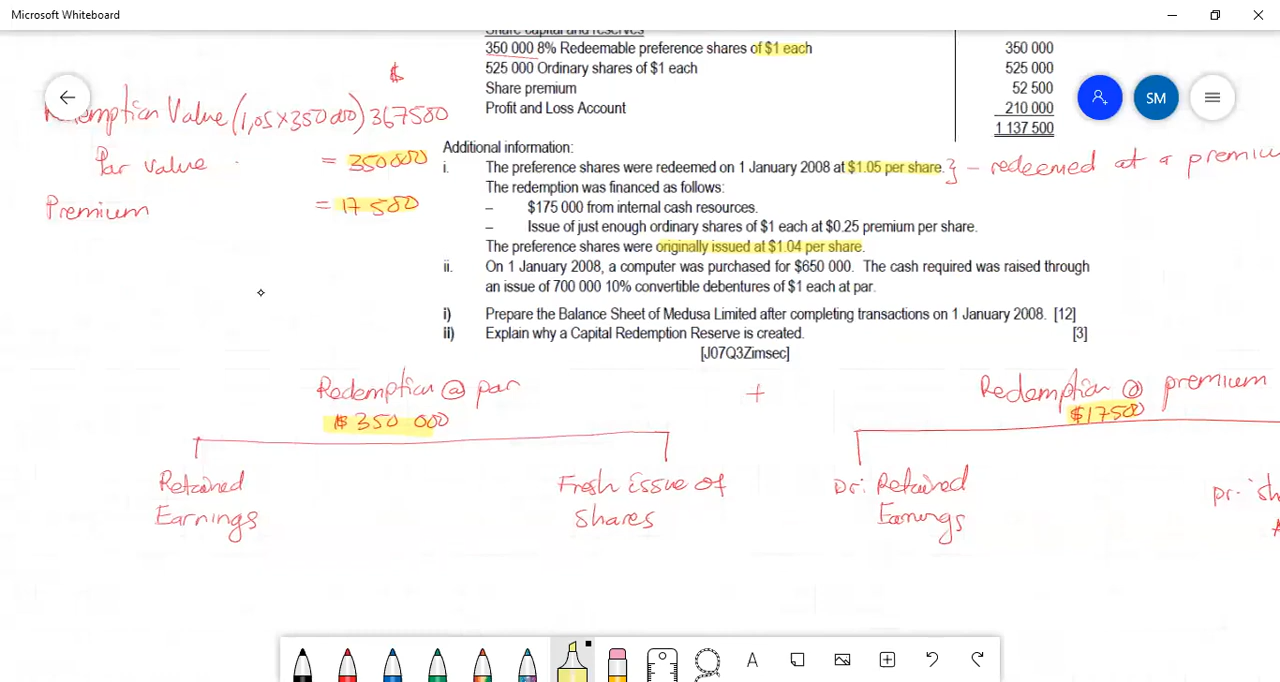 Microsoft Whiteboard
Share capital and reserves
350 000 8% Redeemable preference shares of $1 each 350 000
525 000 Ordinary shares of $1 each 525 000
Share premium 52 500
Profit and Loss Account 210 000
1 137 500
SM
$
Redemption Value (1,05 x 350 000) 367500
Par value = 350 000
Premium = 17 500
Additional information:
i. The preference shares were redeemed on 1 January 2008 at $1.05 per share. } - redeemed at a premium
The redemption was financed as follows:
– $175 000 from internal cash resources.
– Issue of just enough ordinary shares of $1 each at $0.25 premium per share.
The preference shares were originally issued at $1.04 per share.
ii. On 1 January 2008, a computer was purchased for $650 000. The cash required was raised through
an issue of 700 000 10% convertible debentures of $1 each at par.
i) Prepare the Balance Sheet of Medusa Limited after completing transactions on 1 January 2008. [12]
ii) Explain why a Capital Redemption Reserve is created. [3]
[J07Q3Zimsec]
Redemption @ par + Redemption @ premium
$ 350 000 $17500
Retained Fresh issue of Dr: Retained Dr. sh
Earnings Shares Earnings
A